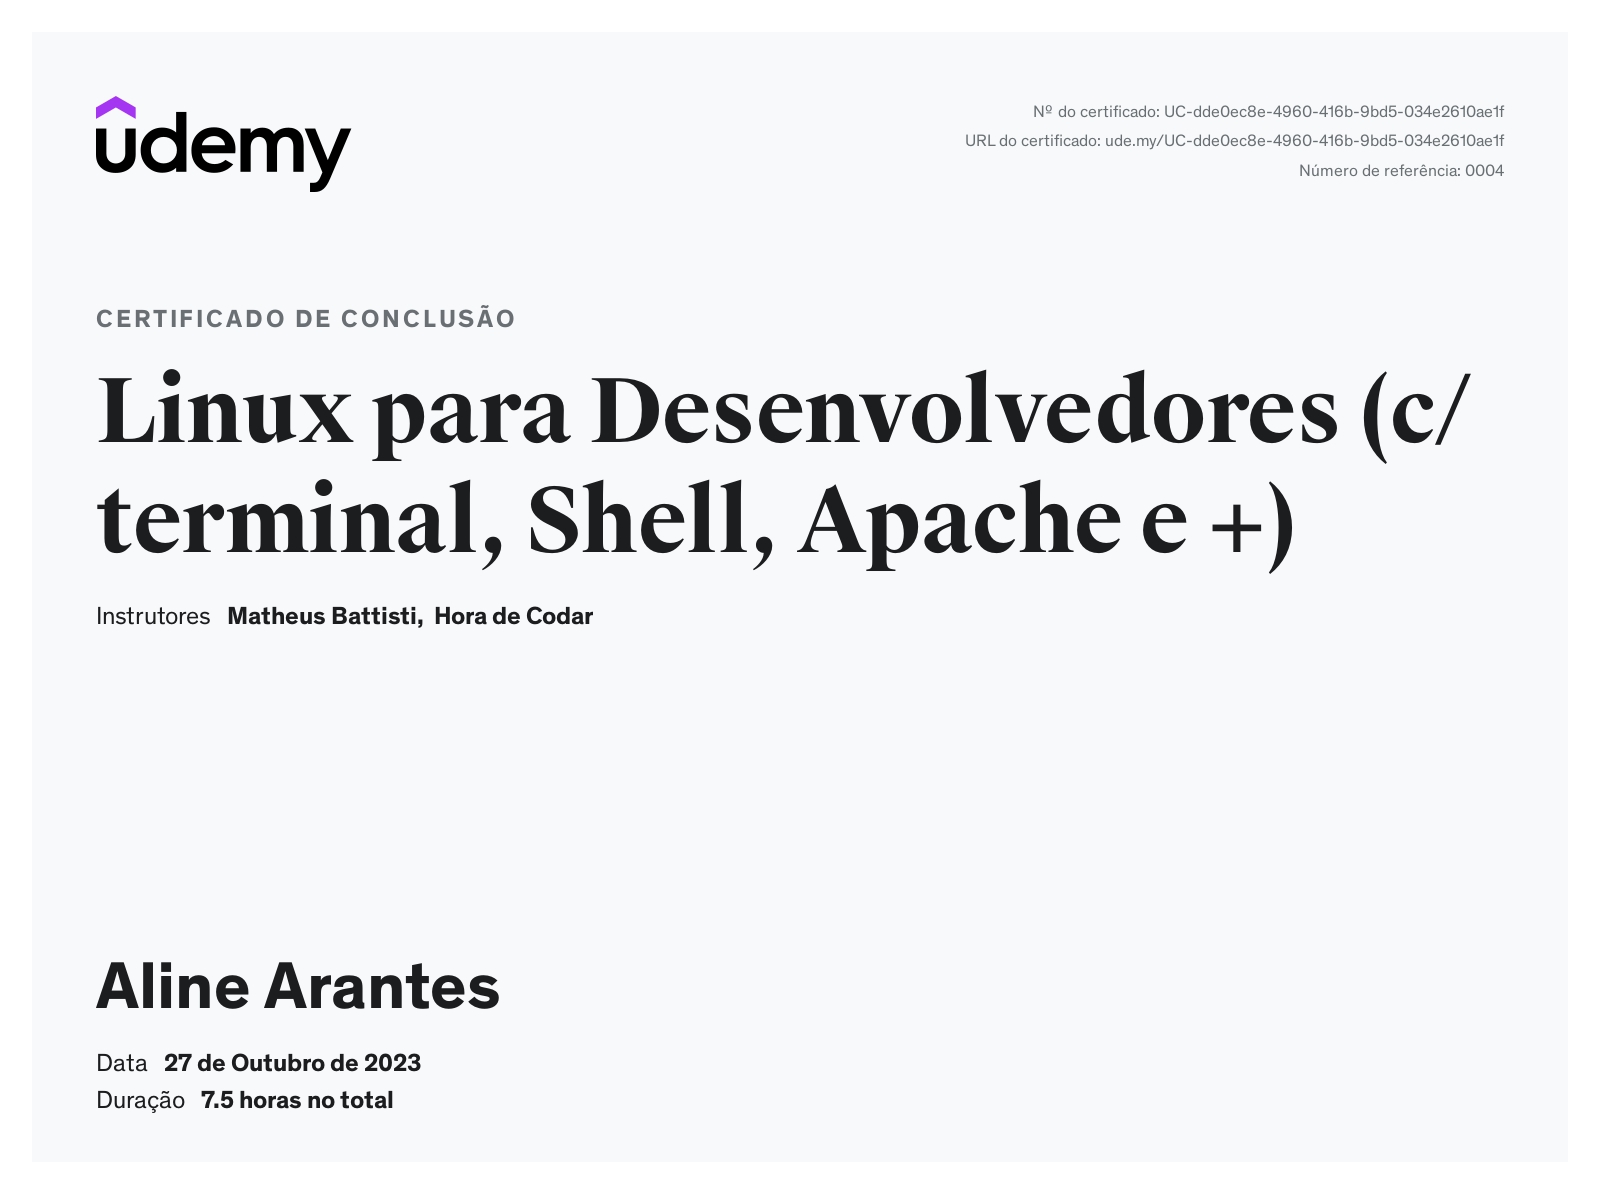 udemy
Nº do certificado: UC-dde0ec8e-4960-416b-9bd5-034e2610ae1f
URL do certificado: ude.my/UC-dde0ec8e-4960-416b-9bd5-034e2610ae1f
Número de referência: 0004
CERTIFICADO DE CONCLUSÃO
Linux para Desenvolvedores (c/
terminal, Shell, Apache e +)
Instrutores Matheus Battisti, Hora de Codar
Aline Arantes
Data 27 de Outubro de 2023
Duração 7.5 horas no total